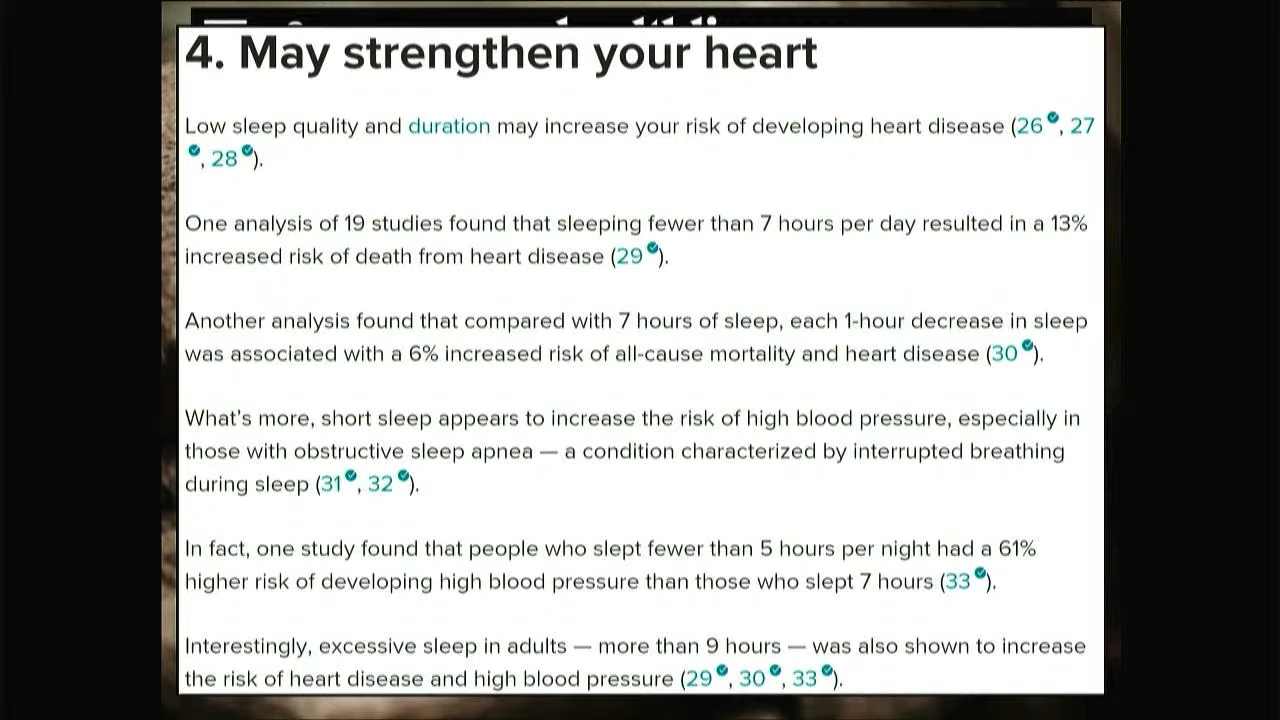 4. May strengthen your heart
Low sleep quality and duration may increase your risk of developing heart disease (26, 27
, 28).
One analysis of 19 studies found that sleeping fewer than 7 hours per day resulted in a 13%
increased risk of death from heart disease (29).
Another analysis found that compared with 7 hours of sleep, each 1-hour decrease in sleep
was associated with a 6% increased risk of all-cause mortality and heart disease (30).
What's more, short sleep appears to increase the risk of high blood pressure, especially in
those with obstructive sleep apnea — a condition characterized by interrupted breathing
during sleep (31, 32).
In fact, one study found that people who slept fewer than 5 hours per night had a 61%
higher risk of developing high blood pressure than those who slept 7 hours (33).
Interestingly, excessive sleep in adults — more than 9 hours — was also shown to increase
the risk of heart disease and high blood pressure (29, 30, 33).